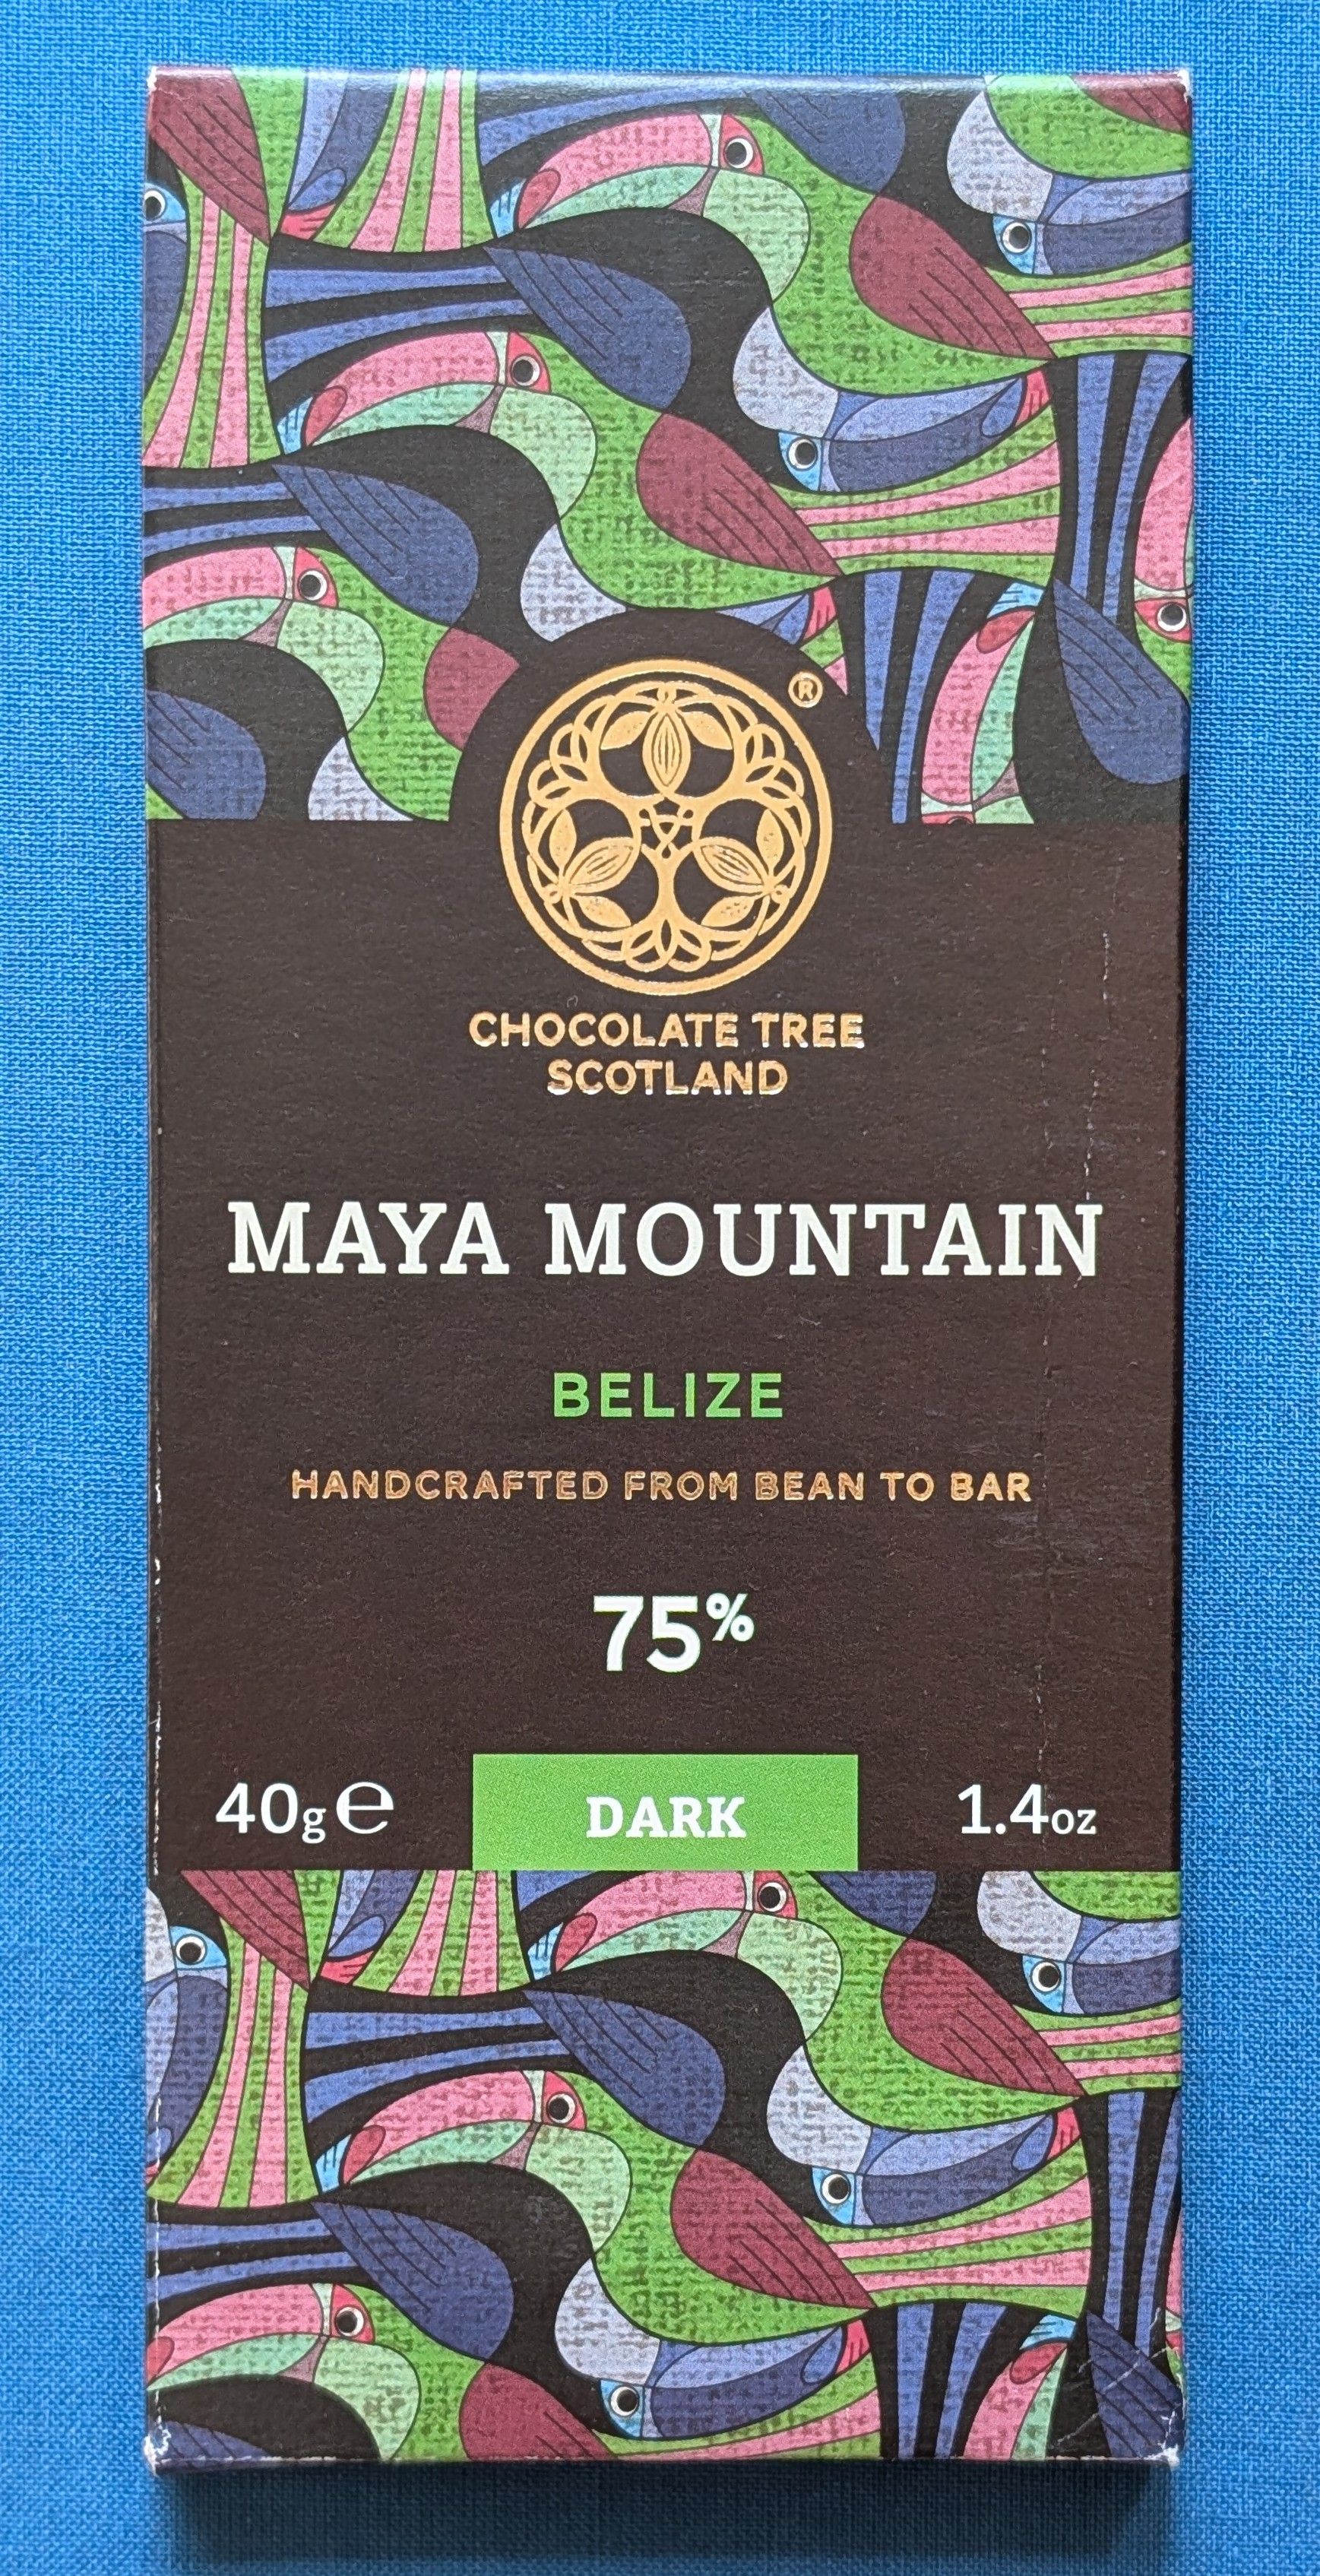 ®
CHOCOLATE TREE
SCOTLAND
MAYA MOUNTAIN
BELIZE
HANDCRAFTED FROM BEAN TO BAR
75%
40g℮ DARK 1.4oz